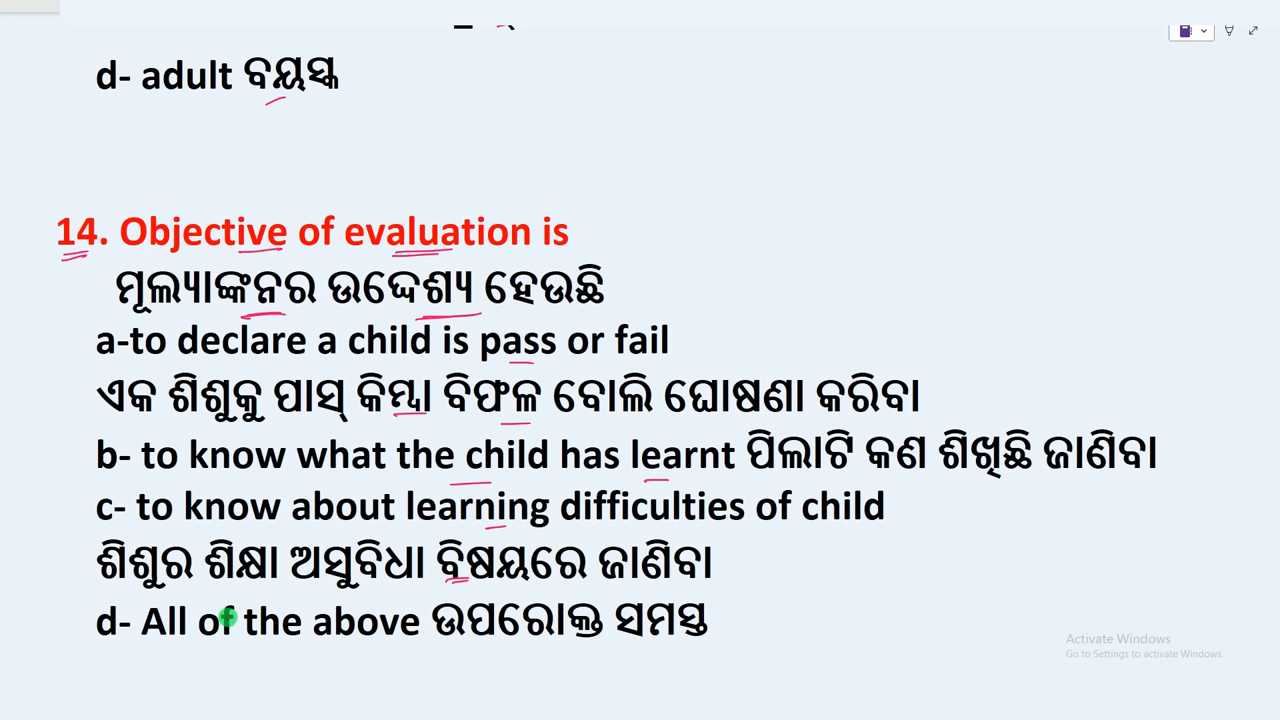 d- adult ବୟସ୍କ
14. Objective of evaluation is
ମୂଲ୍ୟାଙ୍କନର ଉଦ୍ଦେଶ୍ୟ ହେଉଛି
a-to declare a child is pass or fail
ଏକ ଶିଶୁକୁ ପାସ୍ କିମ୍ବା ବିଫଳ ବୋଲି ଘୋଷଣା କରିବା
b- to know what the child has learnt ପିଲାଟି କଣ ଶିଖିଛି ଜାଣିବା
c- to know about learning difficulties of child
ଶିଶୁର ଶିକ୍ଷା ଅସୁବିଧା ବିଷୟରେ ଜାଣିବା
d- All of the above ଉପରୋକ୍ତ ସମସ୍ତ
Activate Windows
Go to Settings to activate Windows.